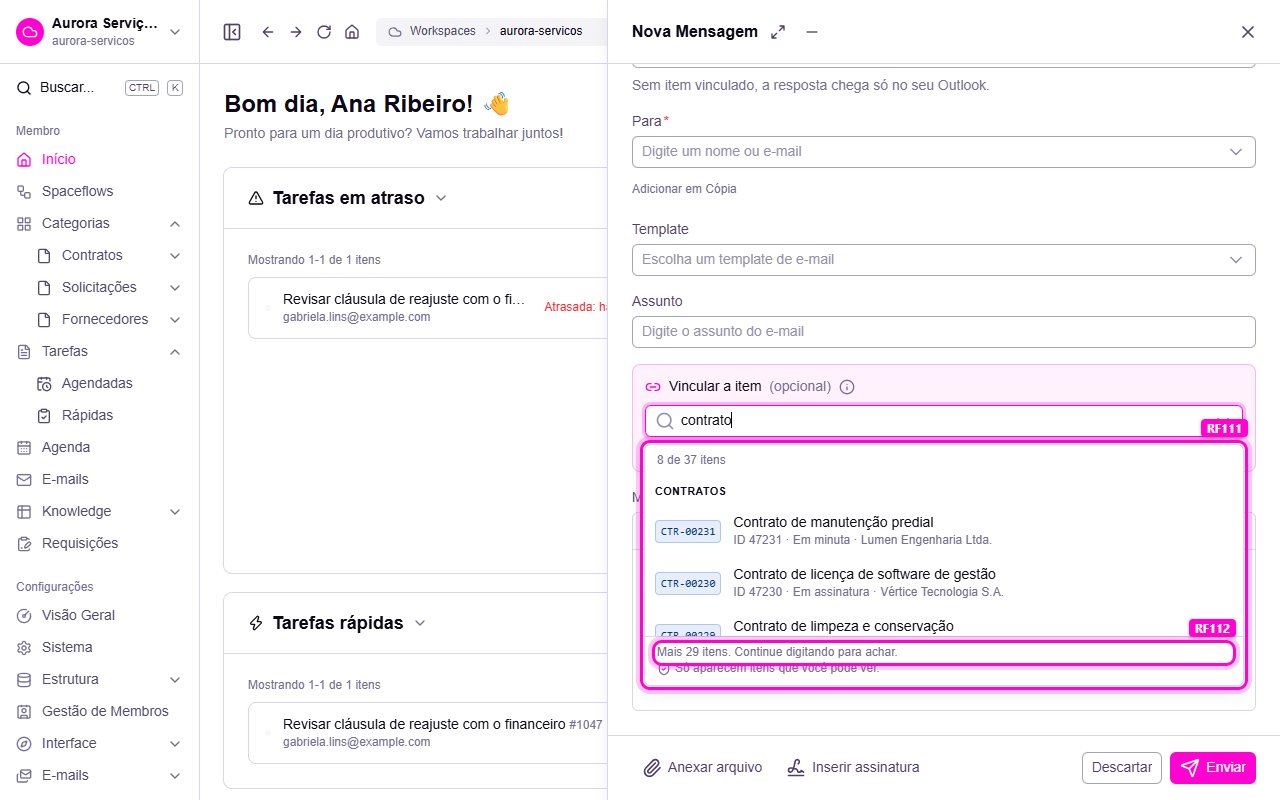 Aurora Serviç...
aurora-servicos
Buscar...
CTRL K
Membro
Início
Spaceflows
Categorias
Contratos
Solicitações
Fornecedores
Tarefas
Agendadas
Rápidas
Agenda
E-mails
Knowledge
Requisições
Configurações
Visão Geral
Sistema
Estrutura
Gestão de Membros
Interface
E-mails
Workspaces
aurora-servicos
Bom dia, Ana Ribeiro!
Pronto para um dia produtivo? Vamos trabalhar juntos!
Tarefas em atraso
Mostrando 1-1 de 1 itens
Revisar cláusula de reajuste com o fi...
gabriela.lins@example.com
Atrasada:
Tarefas rápidas
Mostrando 1-1 de 1 itens
Revisar cláusula de reajuste com o financeiro #1047
gabriela.lins@example.com
Nova Mensagem
Sem item vinculado, a resposta chega só no seu Outlook.
Para*
Digite um nome ou e-mail
Adicionar em Cópia
Template
Escolha um template de e-mail
Assunto
Digite o assunto do e-mail
Vincular a item (opcional)
contrato
RF111
8 de 37 itens
CONTRATOS
CTR-00231
Contrato de manutenção predial
ID 47231 · Em minuta · Lumen Engenharia Ltda.
CTR-00230
Contrato de licença de software de gestão
ID 47230 · Em assinatura · Vértice Tecnologia S.A.
CTR-00229
Contrato de limpeza e conservação
RF112
Mais 29 itens. Continue digitando para achar.
Só aparecem itens que você pode ver.
Anexar arquivo
Inserir assinatura
Descartar
Enviar